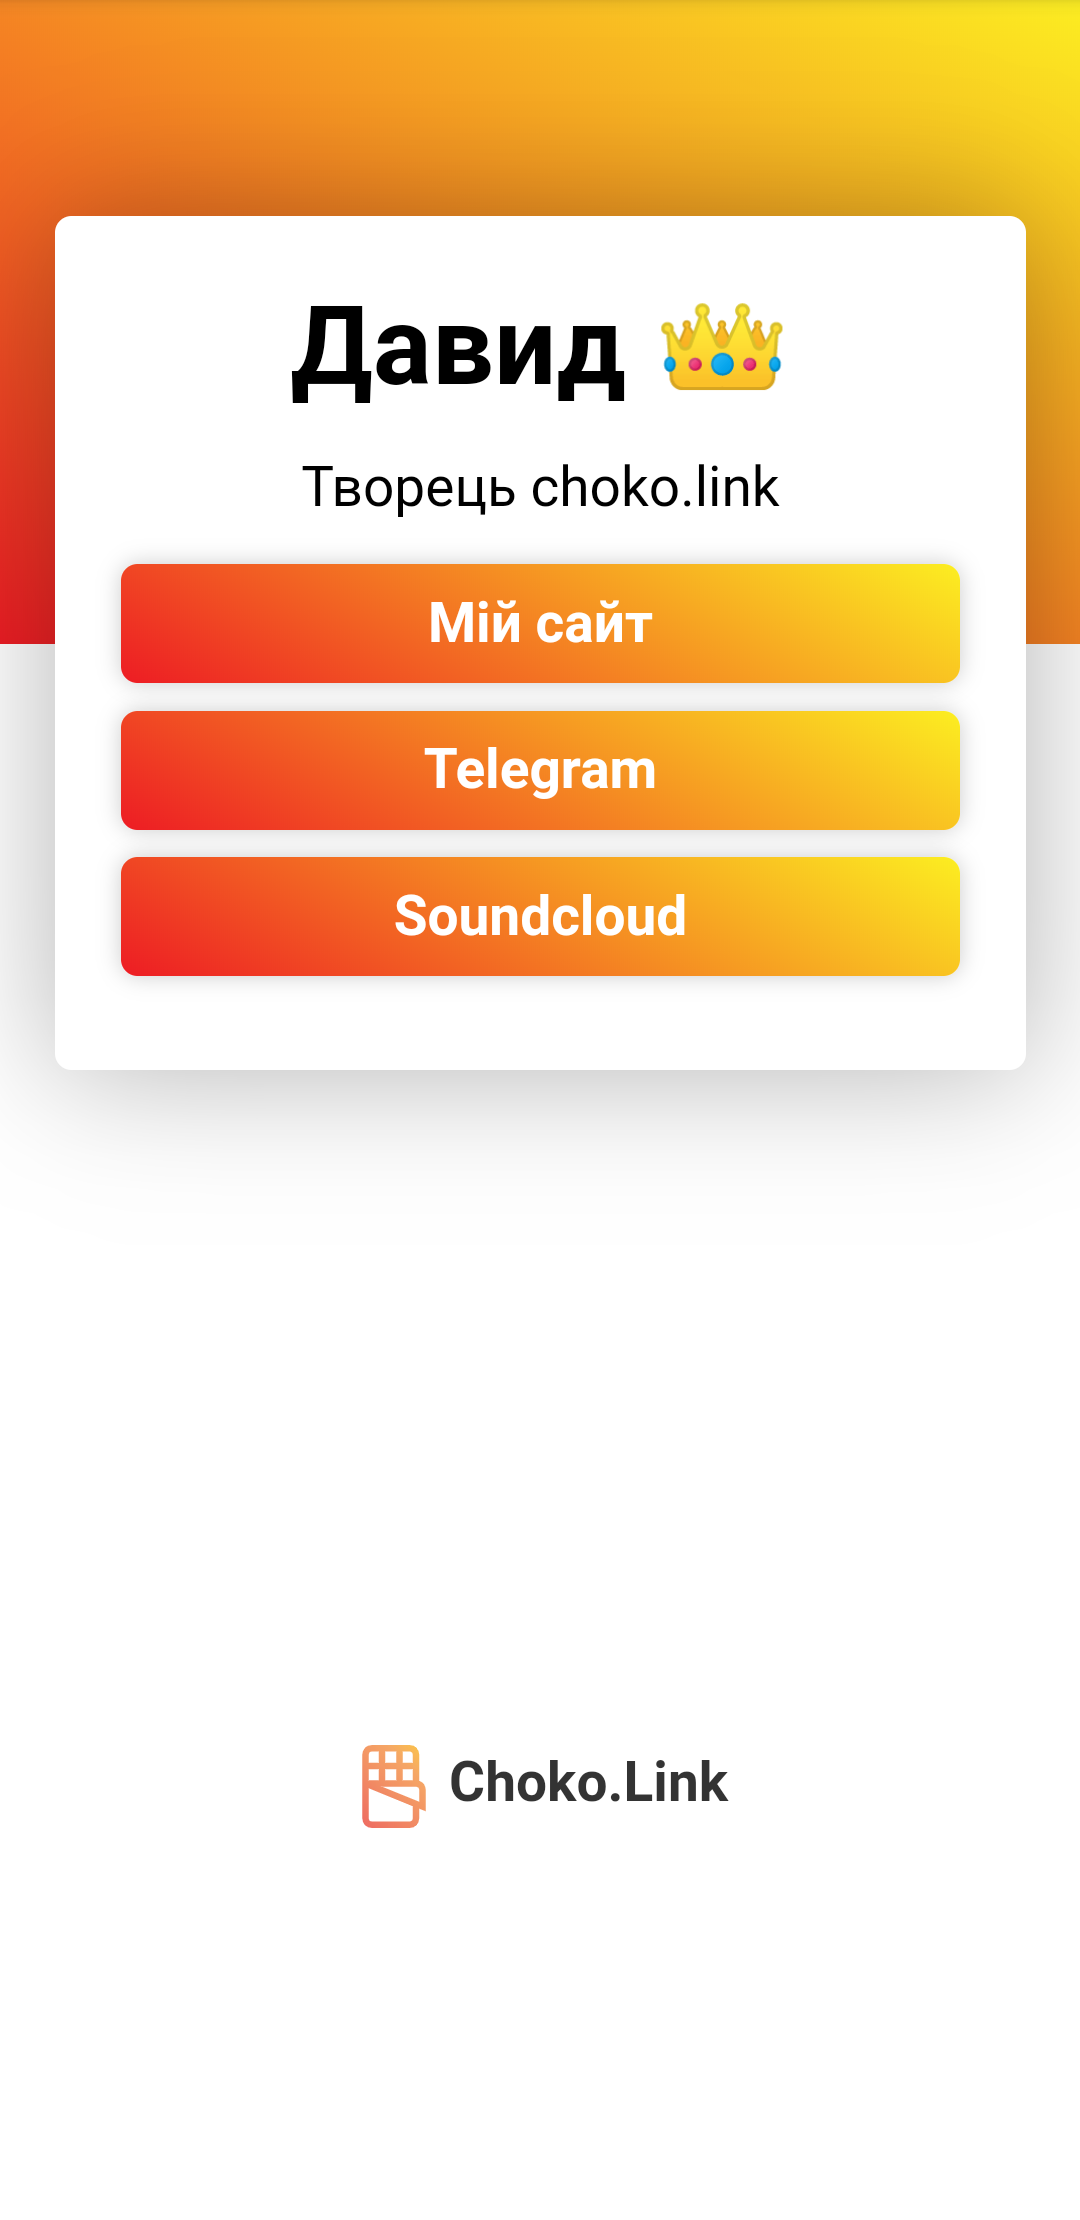 Давид 👑
Творець choko.link
Мій сайт
Telegram
Soundcloud
Choko.Link